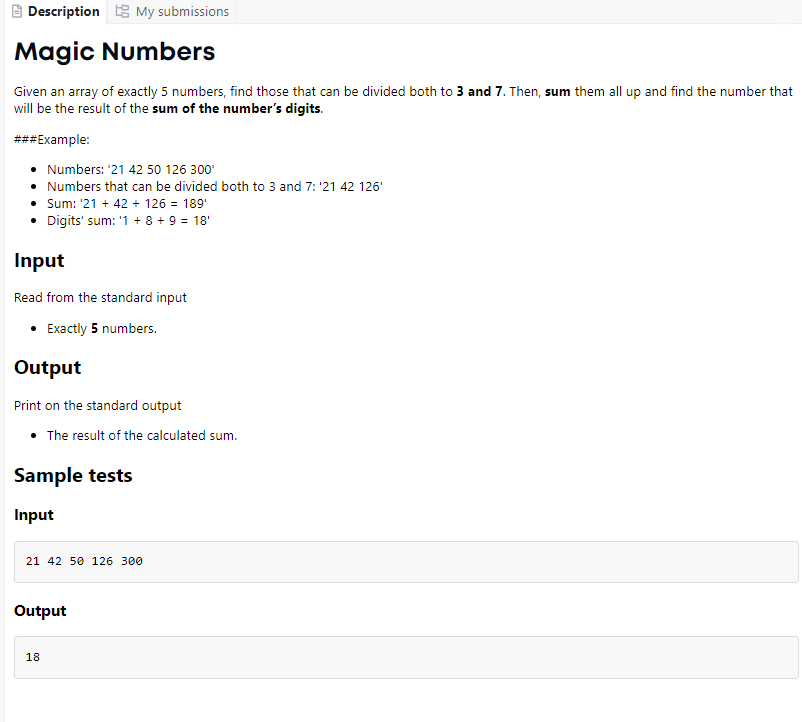 Description My submissions
Magic Numbers
Given an array of exactly 5 numbers, find those that can be divided both to 3 and 7. Then, sum them all up and find the number that
will be the result of the sum of the number's digits.
###Example:
• Numbers: '21 42 50 126 300'
• Numbers that can be divided both to 3 and 7: '21 42 126'
• Sum: '21 + 42 + 126 = 189'
• Digits' sum: '1 + 8 + 9 = 18'
Input
Read from the standard input
• Exactly 5 numbers.
Output
Print on the standard output
• The result of the calculated sum.
Sample tests
Input
21 42 50 126 300
Output
18